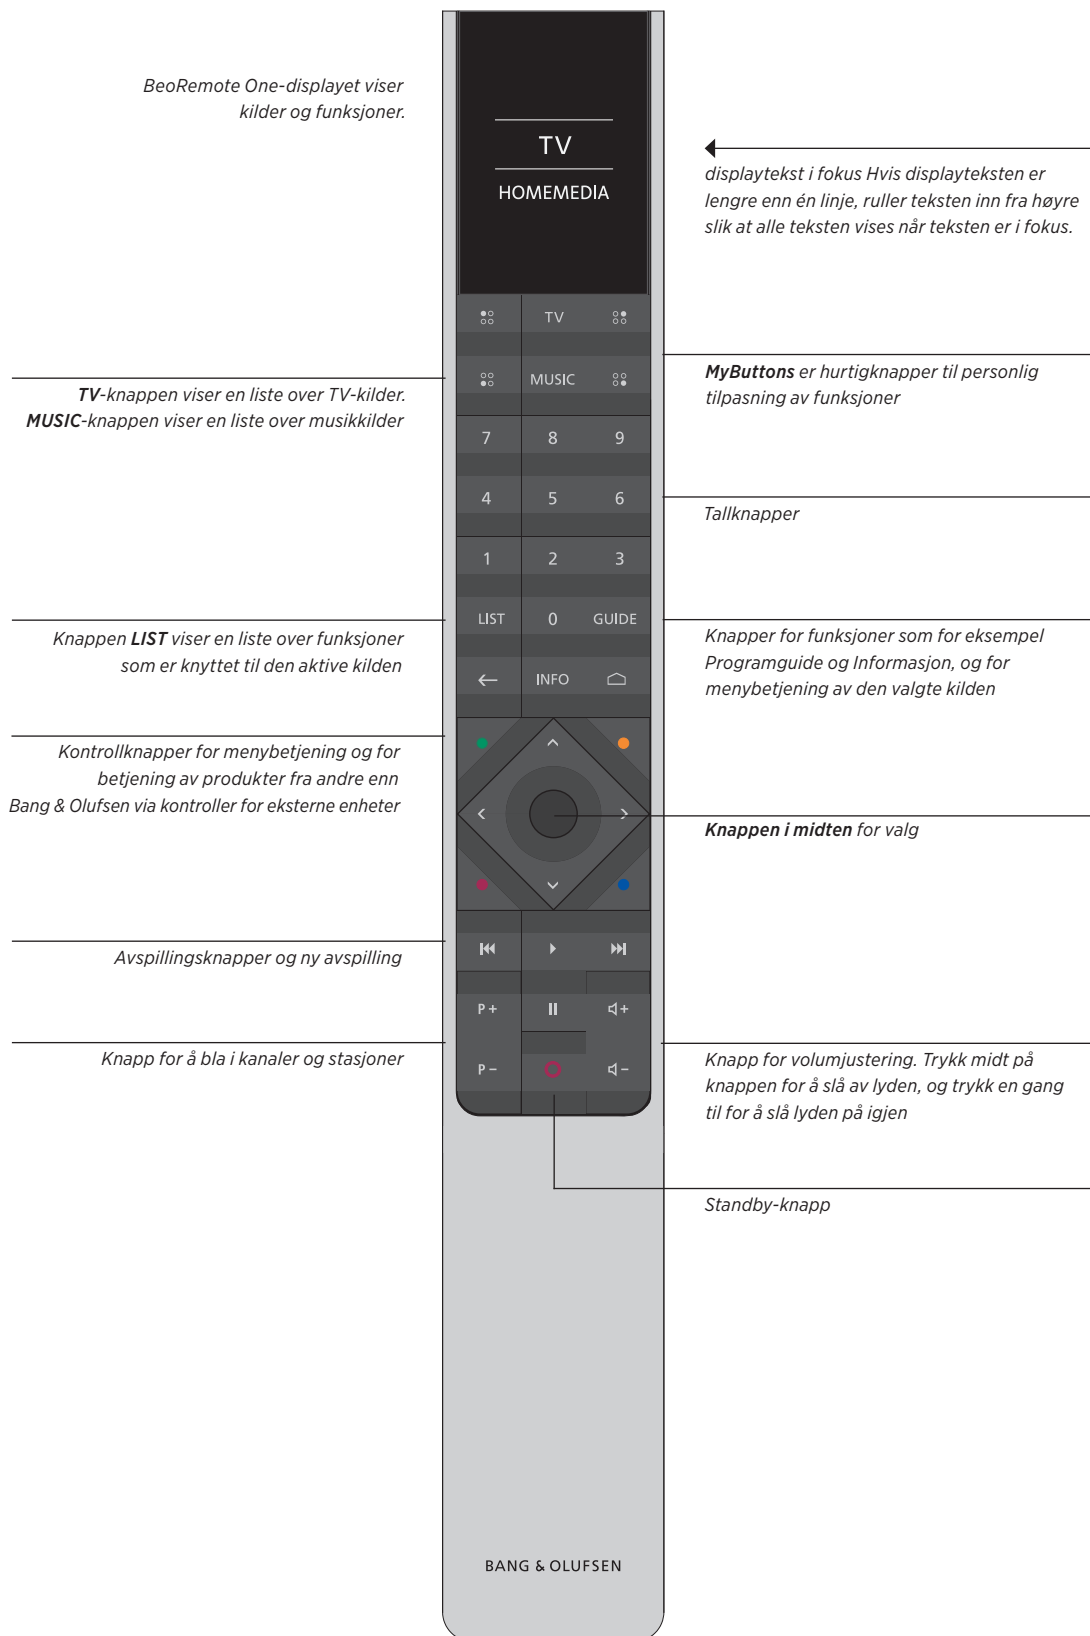 BeoRemote One-displayet viser
kilder og funksjoner.
TV
HOMEMEDIA
displaytekst i fokus Hvis displayteksten er
lengre enn én linje, ruller teksten inn fra høyre
slik at alle teksten vises når teksten er i fokus.
TV
MUSIC
TV-knappen viser en liste over TV-kilder.
MUSIC-knappen viser en liste over musikkilder
MyButtons er hurtigknapper til personlig
tilpasning av funksjoner
7 8 9
4 5 6
Tallknapper
1 2 3
LIST 0 GUIDE
Knappen LIST viser en liste over funksjoner
som er knyttet til den aktive kilden
Knapper for funksjoner som for eksempel
Programguide og Informasjon, og for
menybetjening av den valgte kilden
INFO
Kontrollknapper for menybetjening og for
betjening av produkter fra andre enn
Bang & Olufsen via kontroller for eksterne enheter
Knappen i midten for valg
Avspillingsknapper og ny avspilling
P +
+
Knapp for å bla i kanaler og stasjoner
P −
−
Knapp for volumjustering. Trykk midt på
knappen for å slå av lyden, og trykk en gang
til for å slå lyden på igjen
Standby-knapp
BANG & OLUFSEN